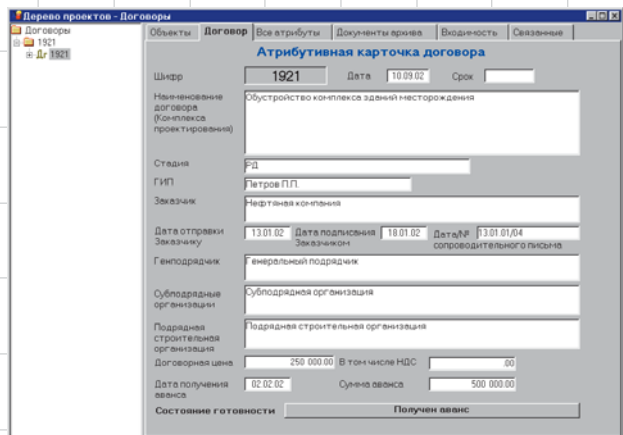 Дерево проектов - Договоры
Договоры
1921
Дг 1921
Объекты Договор Все атрибуты Документы архива Входимость Связанные
Атрибутивная карточка договора
Шифр 1921 Дата 10.09.02 Срок
Наименование договора (Комплекса проектирования) Обустройство комплекса зданий месторождения
Стадия РД
ГИП Петров П.П.
Заказчик Нефтяная компания
Дата отправки Заказчику 13.01.02 Дата подписания Заказчиком 18.01.02 Дата/№ сопроводительного письма 13.01.01/04
Генподрядчик Генеральный подрядчик
Субподрядные организации Субподрядная организация
Подрядная строительная организация Подрядная строительная организация
Договорная цена 250 000.00 В том числе НДС .00
Дата получения аванса 02.02.02 Сумма аванса 500 000.00
Состояние готовности Получен аванс